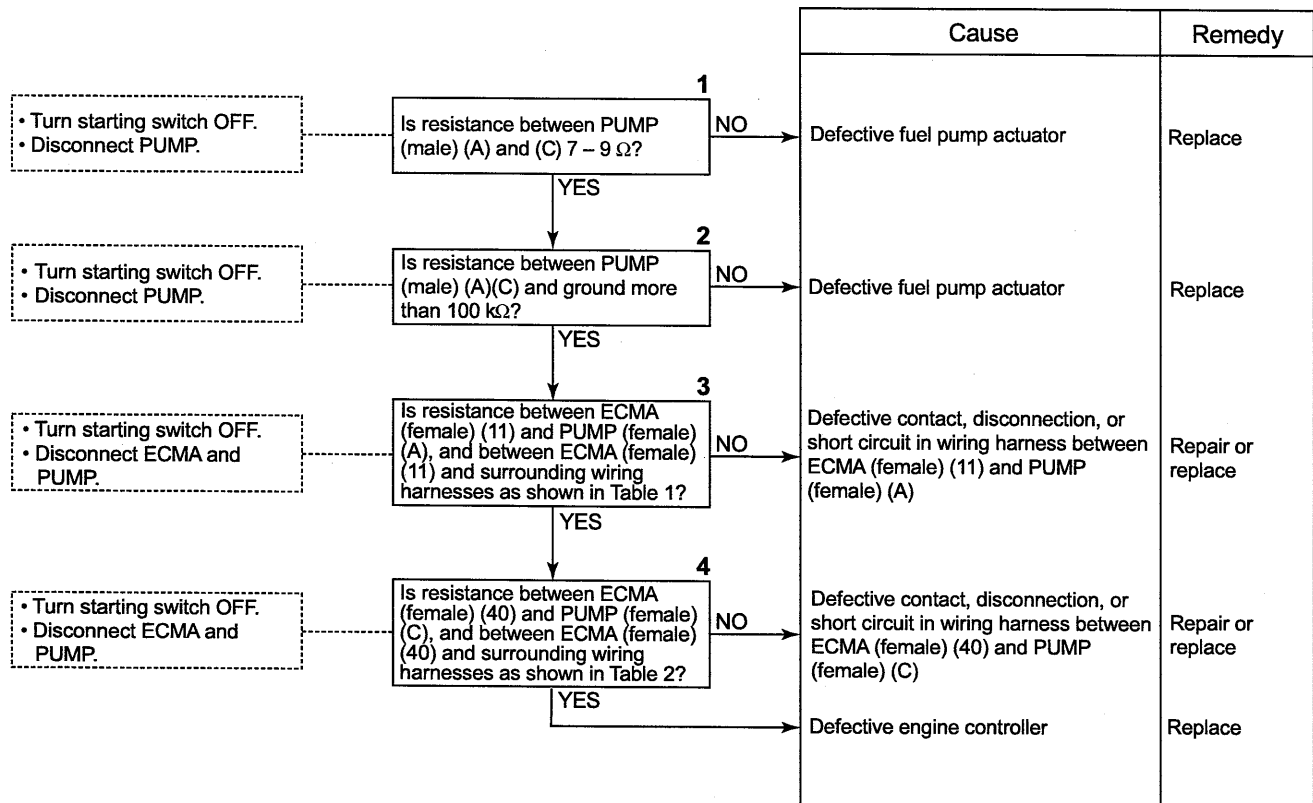 Cause
Remedy
1
• Turn starting switch OFF.
• Disconnect PUMP.
Is resistance between PUMP
(male) (A) and (C) 7 – 9 Ω?
NO
Defective fuel pump actuator
Replace
YES
2
• Turn starting switch OFF.
• Disconnect PUMP.
Is resistance between PUMP
(male) (A)(C) and ground more
than 100 kΩ?
NO
Defective fuel pump actuator
Replace
YES
3
• Turn starting switch OFF.
• Disconnect ECMA and
PUMP.
Is resistance between ECMA
(female) (11) and PUMP (female)
(A), and between ECMA (female)
(11) and surrounding wiring
harnesses as shown in Table 1?
NO
Defective contact, disconnection, or
short circuit in wiring harness between
ECMA (female) (11) and PUMP
(female) (A)
Repair or
replace
YES
4
• Turn starting switch OFF.
• Disconnect ECMA and
PUMP.
Is resistance between ECMA
(female) (40) and PUMP (female)
(C), and between ECMA (female)
(40) and surrounding wiring
harnesses as shown in Table 2?
NO
Defective contact, disconnection, or
short circuit in wiring harness between
ECMA (female) (40) and PUMP
(female) (C)
Repair or
replace
YES
Defective engine controller
Replace